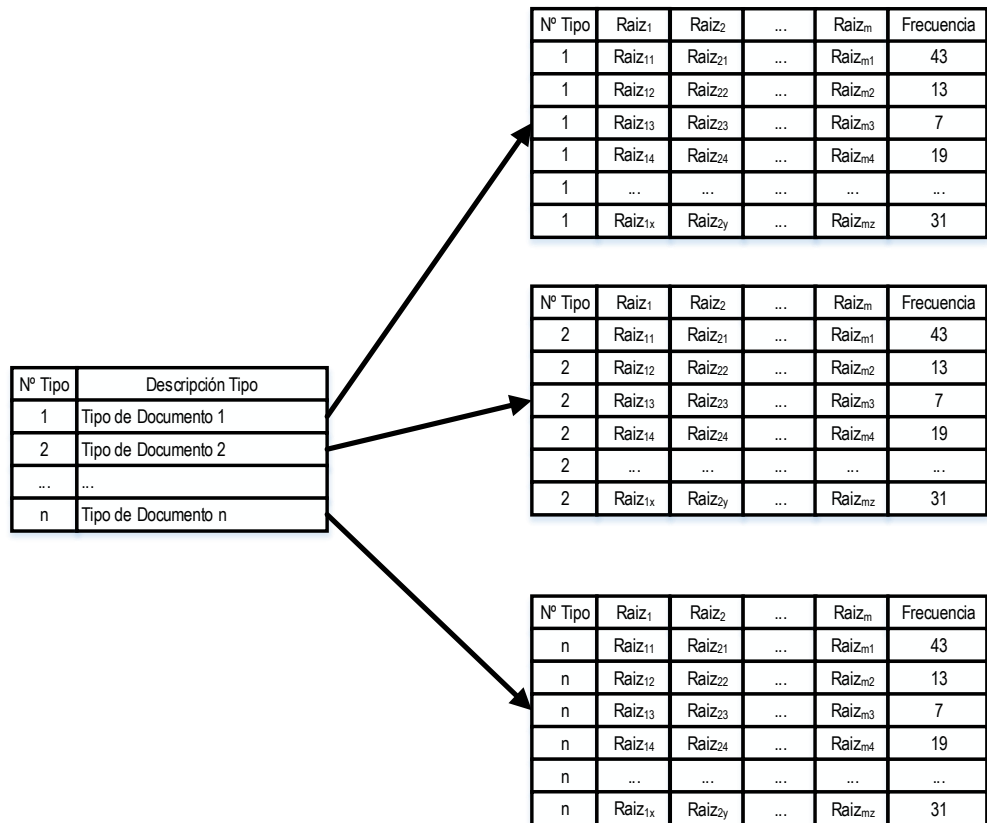 Nº Tipo Raiz₁ Raiz₂ ... Raizₘ Frecuencia
1 Raiz₁₁ Raiz₂₁ ... Raizₘ₁ 43
1 Raiz₁₂ Raiz₂₂ ... Raizₘ₂ 13
1 Raiz₁₃ Raiz₂₃ ... Raizₘ₃ 7
1 Raiz₁₄ Raiz₂₄ ... Raizₘ₄ 19
1 ... ... ... ... ...
1 Raiz₁ₓ Raiz₂y ... Raizₘz 31
Nº Tipo Descripción Tipo
1 Tipo de Documento 1
2 Tipo de Documento 2
... ...
n Tipo de Documento n
Nº Tipo Raiz₁ Raiz₂ ... Raizₘ Frecuencia
2 Raiz₁₁ Raiz₂₁ ... Raizₘ₁ 43
2 Raiz₁₂ Raiz₂₂ ... Raizₘ₂ 13
2 Raiz₁₃ Raiz₂₃ ... Raizₘ₃ 7
2 Raiz₁₄ Raiz₂₄ ... Raizₘ₄ 19
2 ... ... ... ... ...
2 Raiz₁ₓ Raiz₂y ... Raizₘz 31
Nº Tipo Raiz₁ Raiz₂ ... Raizₘ Frecuencia
n Raiz₁₁ Raiz₂₁ ... Raizₘ₁ 43
n Raiz₁₂ Raiz₂₂ ... Raizₘ₂ 13
n Raiz₁₃ Raiz₂₃ ... Raizₘ₃ 7
n Raiz₁₄ Raiz₂₄ ... Raizₘ₄ 19
n ... ... ... ... ...
n Raiz₁ₓ Raiz₂y ... Raizₘz 31